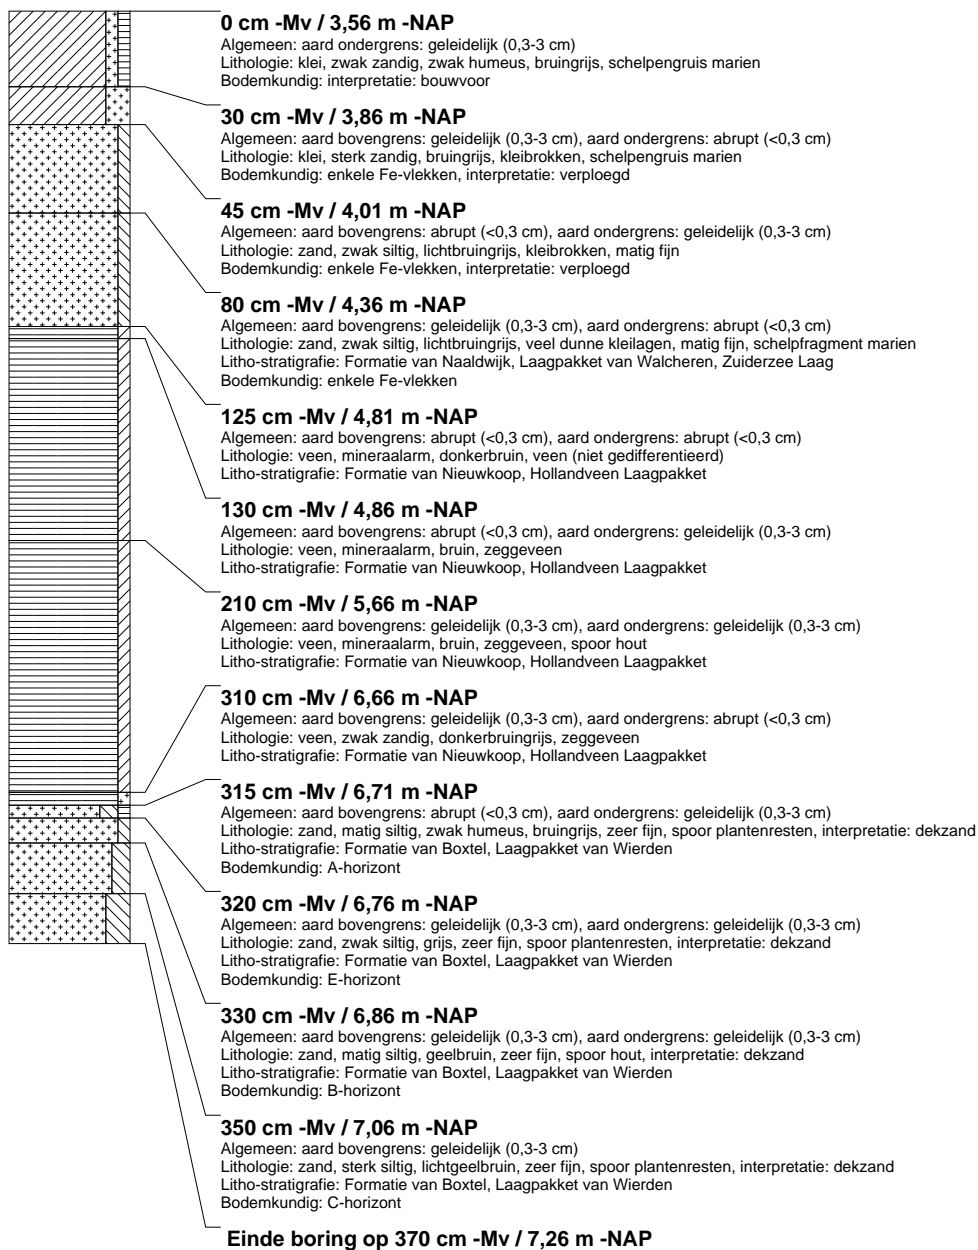 0 cm -Mv / 3,56 m -NAP
Algemeen: aard ondergrens: geleidelijk (0,3-3 cm)
Lithologie: klei, zwak zandig, zwak humeus, bruingrijs, schelpengruis marien
Bodemkundig: interpretatie: bouwvoor
30 cm -Mv / 3,86 m -NAP
Algemeen: aard bovengrens: geleidelijk (0,3-3 cm), aard ondergrens: abrupt (<0,3 cm)
Lithologie: klei, sterk zandig, bruingrijs, kleibrokken, schelpengruis marien
Bodemkundig: enkele Fe-vlekken, interpretatie: verploegd
45 cm -Mv / 4,01 m -NAP
Algemeen: aard bovengrens: abrupt (<0,3 cm), aard ondergrens: geleidelijk (0,3-3 cm)
Lithologie: zand, zwak siltig, lichtbruingrijs, kleibrokken, matig fijn
Bodemkundig: enkele Fe-vlekken, interpretatie: verploegd
80 cm -Mv / 4,36 m -NAP
Algemeen: aard bovengrens: geleidelijk (0,3-3 cm), aard ondergrens: abrupt (<0,3 cm)
Lithologie: zand, zwak siltig, lichtbruingrijs, veel dunne kleilagen, matig fijn, schelpfragment marien
Litho-stratigrafie: Formatie van Naaldwijk, Laagpakket van Walcheren, Zuiderzee Laag
Bodemkundig: enkele Fe-vlekken
125 cm -Mv / 4,81 m -NAP
Algemeen: aard bovengrens: abrupt (<0,3 cm), aard ondergrens: abrupt (<0,3 cm)
Lithologie: veen, mineraalarm, donkerbruin, veen (niet gedifferentieerd)
Litho-stratigrafie: Formatie van Nieuwkoop, Hollandveen Laagpakket
130 cm -Mv / 4,86 m -NAP
Algemeen: aard bovengrens: abrupt (<0,3 cm), aard ondergrens: geleidelijk (0,3-3 cm)
Lithologie: veen, mineraalarm, bruin, zeggeveen
Litho-stratigrafie: Formatie van Nieuwkoop, Hollandveen Laagpakket
210 cm -Mv / 5,66 m -NAP
Algemeen: aard bovengrens: geleidelijk (0,3-3 cm), aard ondergrens: geleidelijk (0,3-3 cm)
Lithologie: veen, mineraalarm, bruin, zeggeveen, spoor hout
Litho-stratigrafie: Formatie van Nieuwkoop, Hollandveen Laagpakket
310 cm -Mv / 6,66 m -NAP
Algemeen: aard bovengrens: geleidelijk (0,3-3 cm), aard ondergrens: abrupt (<0,3 cm)
Lithologie: veen, zwak zandig, donkerbruingrijs, zeggeveen
Litho-stratigrafie: Formatie van Nieuwkoop, Hollandveen Laagpakket
315 cm -Mv / 6,71 m -NAP
Algemeen: aard bovengrens: abrupt (<0,3 cm), aard ondergrens: geleidelijk (0,3-3 cm)
Lithologie: zand, matig siltig, zwak humeus, bruingrijs, zeer fijn, spoor plantenresten, interpretatie: dekzand
Litho-stratigrafie: Formatie van Boxtel, Laagpakket van Wierden
Bodemkundig: A-horizont
320 cm -Mv / 6,76 m -NAP
Algemeen: aard bovengrens: geleidelijk (0,3-3 cm), aard ondergrens: geleidelijk (0,3-3 cm)
Lithologie: zand, zwak siltig, grijs, zeer fijn, spoor plantenresten, interpretatie: dekzand
Litho-stratigrafie: Formatie van Boxtel, Laagpakket van Wierden
Bodemkundig: E-horizont
330 cm -Mv / 6,86 m -NAP
Algemeen: aard bovengrens: geleidelijk (0,3-3 cm), aard ondergrens: geleidelijk (0,3-3 cm)
Lithologie: zand, matig siltig, geelbruin, zeer fijn, spoor hout, interpretatie: dekzand
Litho-stratigrafie: Formatie van Boxtel, Laagpakket van Wierden
Bodemkundig: B-horizont
350 cm -Mv / 7,06 m -NAP
Algemeen: aard bovengrens: geleidelijk (0,3-3 cm)
Lithologie: zand, sterk siltig, lichtgeelbruin, zeer fijn, spoor plantenresten, interpretatie: dekzand
Litho-stratigrafie: Formatie van Boxtel, Laagpakket van Wierden
Bodemkundig: C-horizont
Einde boring op 370 cm -Mv / 7,26 m -NAP